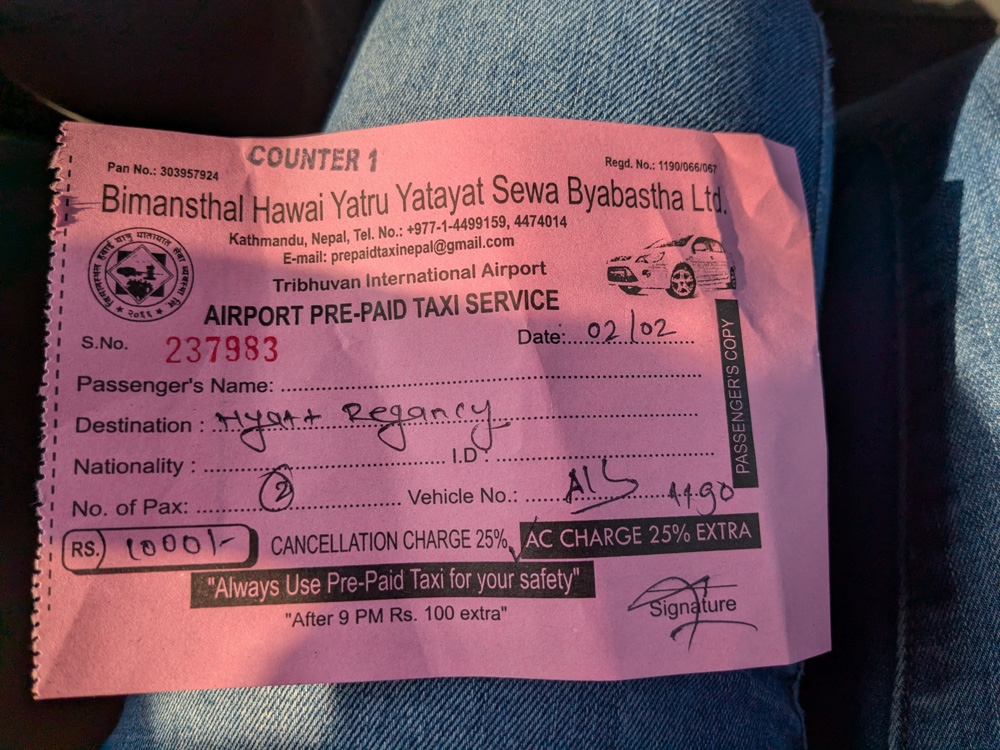 COUNTER 1
Pan No.: 303957924
Regd. No.: 1190/066/067
Bimansthal Hawai Yatru Yatayat Sewa Byabastha Ltd.
Kathmandu, Nepal, Tel. No.: +977-1-4499159, 4474014
E-mail: prepaidtaxinepal@gmail.com
Tribhuvan International Airport
AIRPORT PRE-PAID TAXI SERVICE
२०६६
S.No. 237983
Date: 02/02
Passenger's Name:
Destination : Hyatt Regancy
Nationality : I.D :
No. of Pax: 2 Vehicle No.: 1190
RS. 1000/- CANCELLATION CHARGE 25%, AC CHARGE 25% EXTRA
"Always Use Pre-Paid Taxi for your safety"
"After 9 PM Rs. 100 extra"
Signature
PASSENGER'S COPY